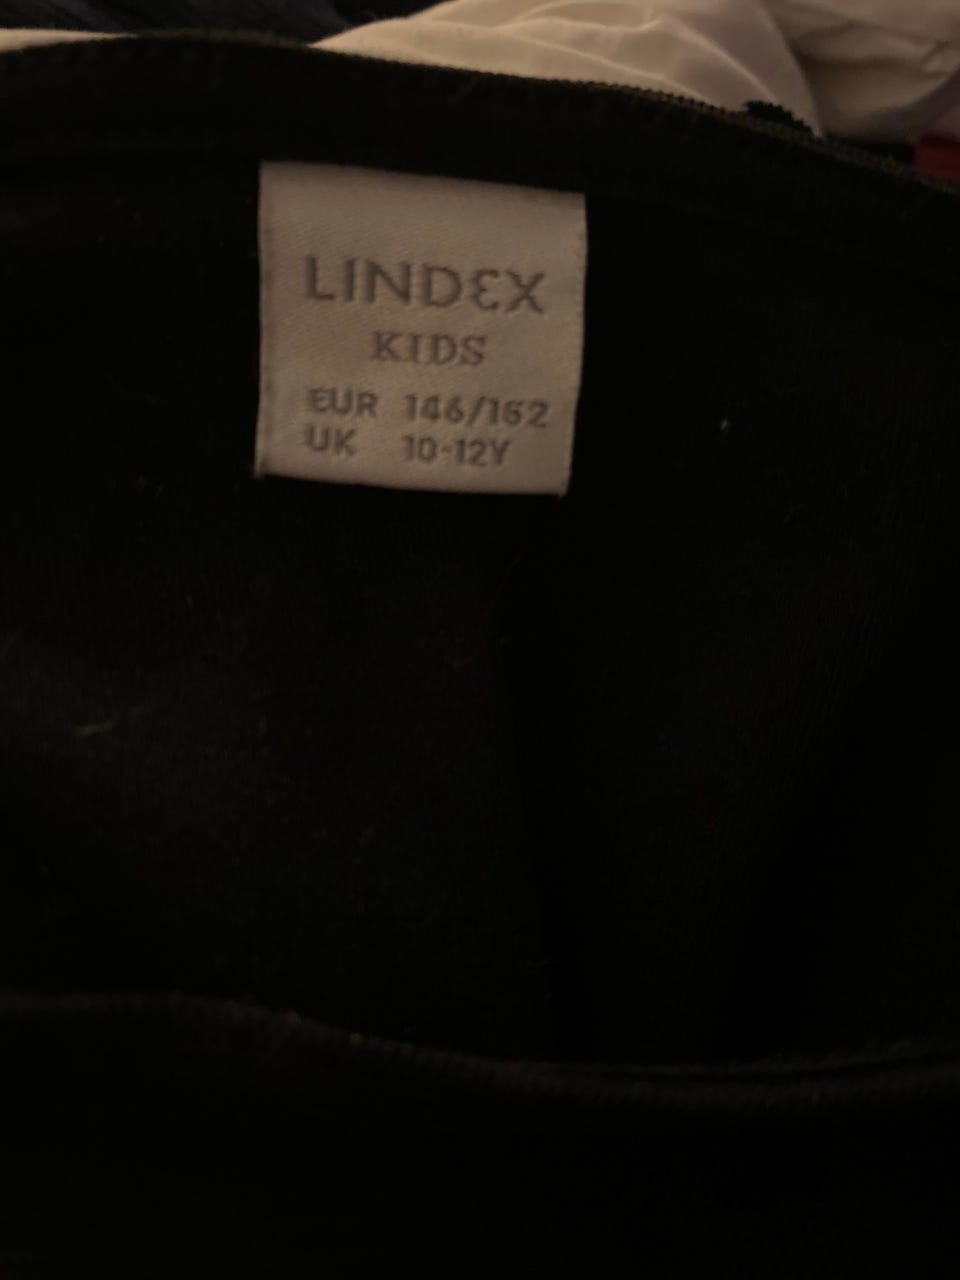 LINDEX
KIDS
EUR 146/152
UK 10-12Y